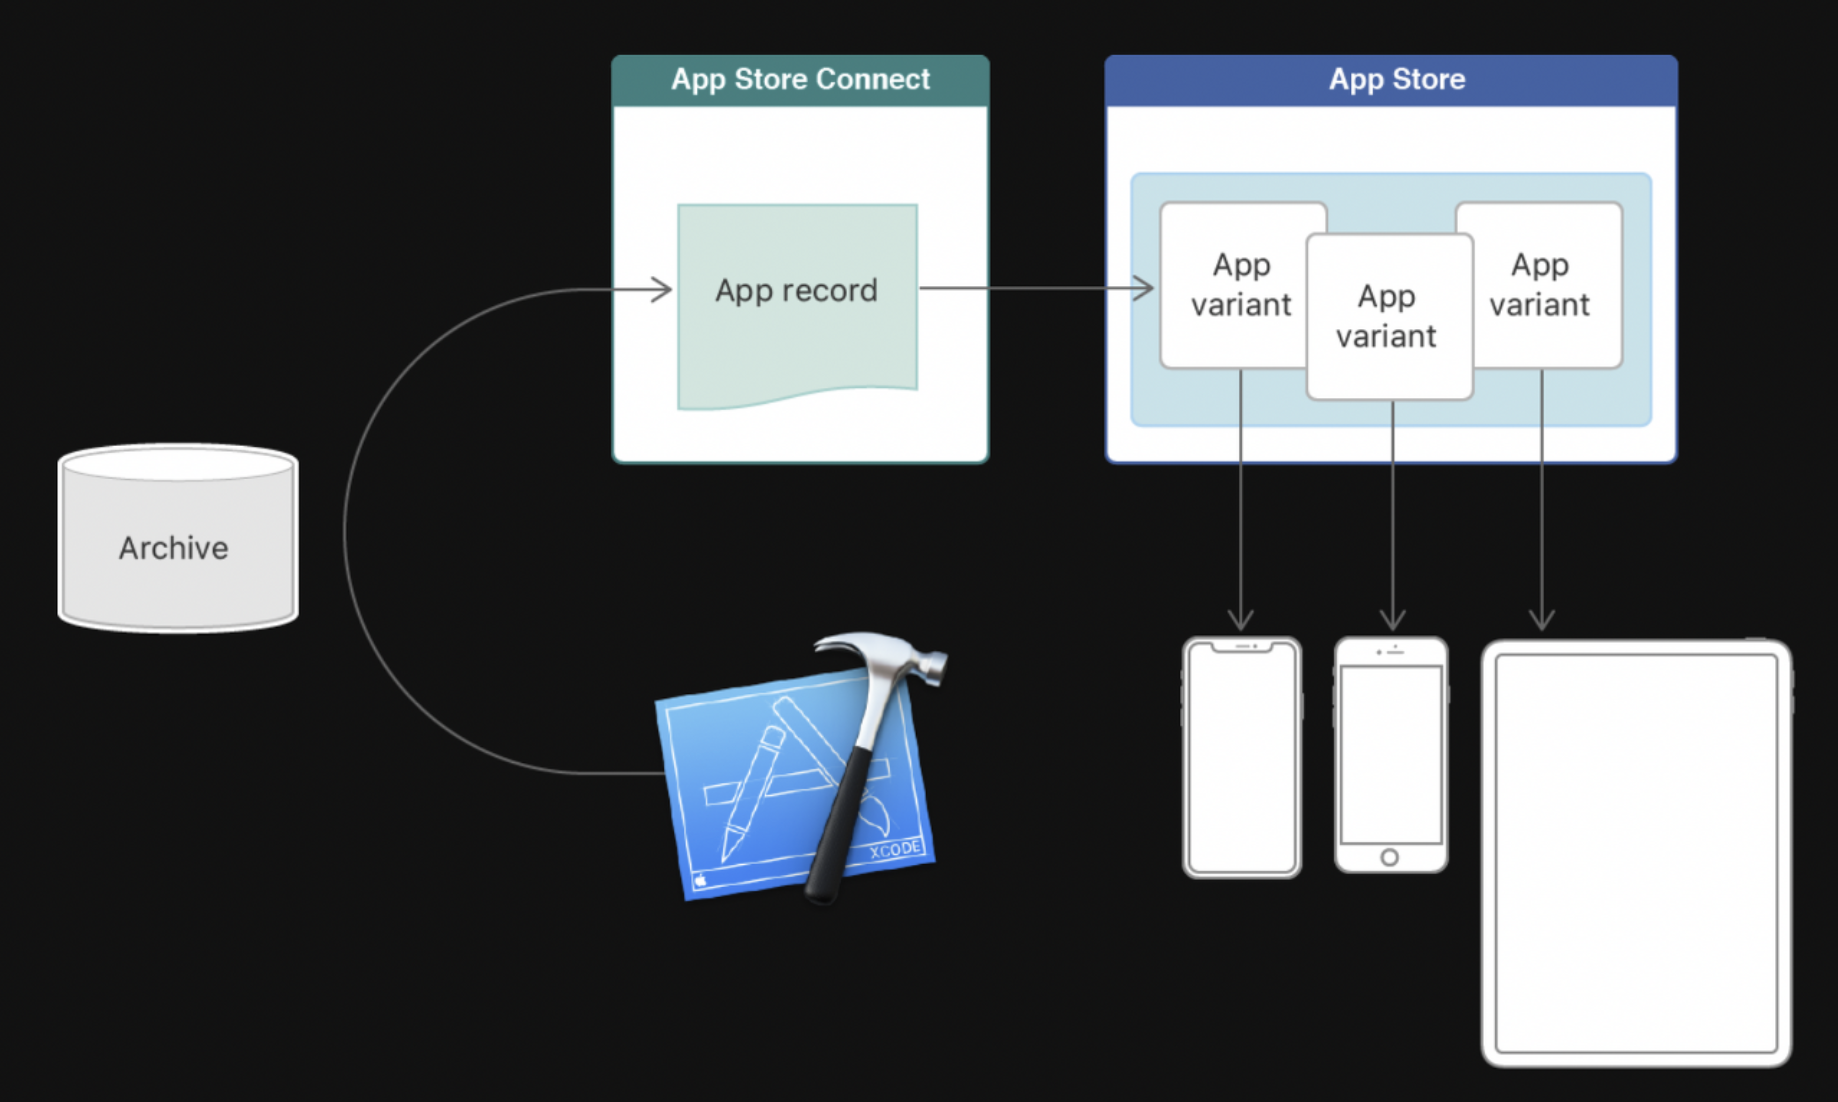 App Store Connect
App Store
App record
App
variant
App
variant
App
variant
Archive
XCODE